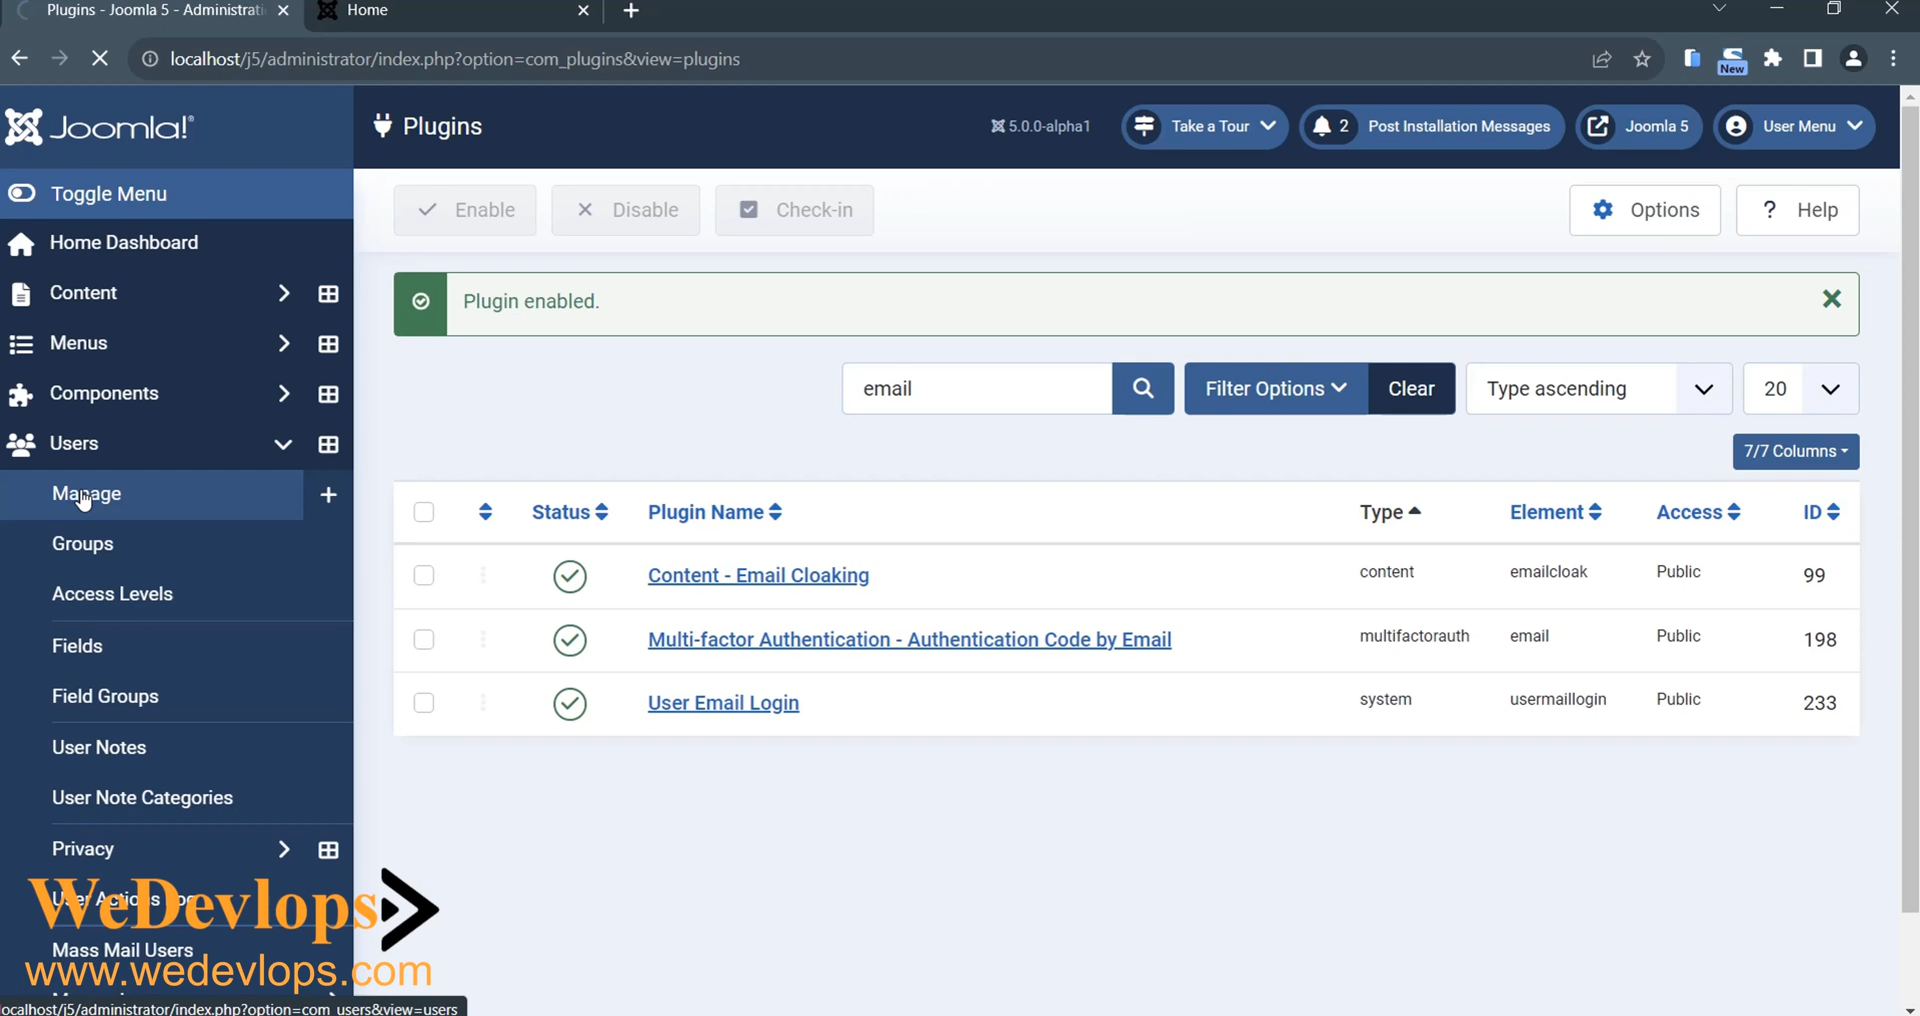 Plugins - Joomla 5 - Administrati
Home
localhost/j5/administrator/index.php?option=com_plugins&view=plugins
New
Joomla!®
Plugins
5.0.0-alpha1
Take a Tour
2 Post Installation Messages
Joomla 5
User Menu
Toggle Menu
Home Dashboard
Content
Menus
Components
Users
Manage
Groups
Access Levels
Fields
Field Groups
User Notes
User Note Categories
Privacy
Mass Mail Users
Enable
Disable
Check-in
Options
? Help
Plugin enabled.
email
Filter Options
Clear
Type ascending
20
7/7 Columns
Status Plugin Name Type Element Access ID
Content - Email Cloaking content emailcloak Public 99
Multi-factor Authentication - Authentication Code by Email multifactorauth email Public 198
User Email Login system usermaillogin Public 233
WeDevlops
www.wedevlops.com
localhost/j5/administrator/index.php?option=com_users&view=users